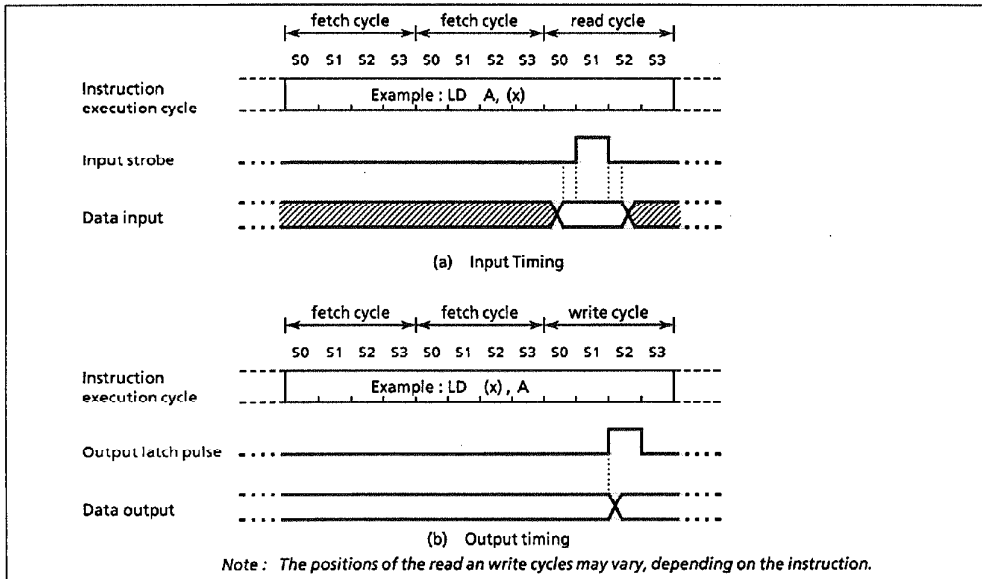 fetch cycle fetch cycle read cycle
S0 S1 S2 S3 S0 S1 S2 S3 S0 S1 S2 S3
Instruction
execution cycle
Example : LD A, (x)
Input strobe
Data input
(a) Input Timing
fetch cycle fetch cycle write cycle
S0 S1 S2 S3 S0 S1 S2 S3 S0 S1 S2 S3
Instruction
execution cycle
Example : LD (x) , A
Output latch pulse
Data output
(b) Output timing
Note : The positions of the read an write cycles may vary, depending on the instruction.